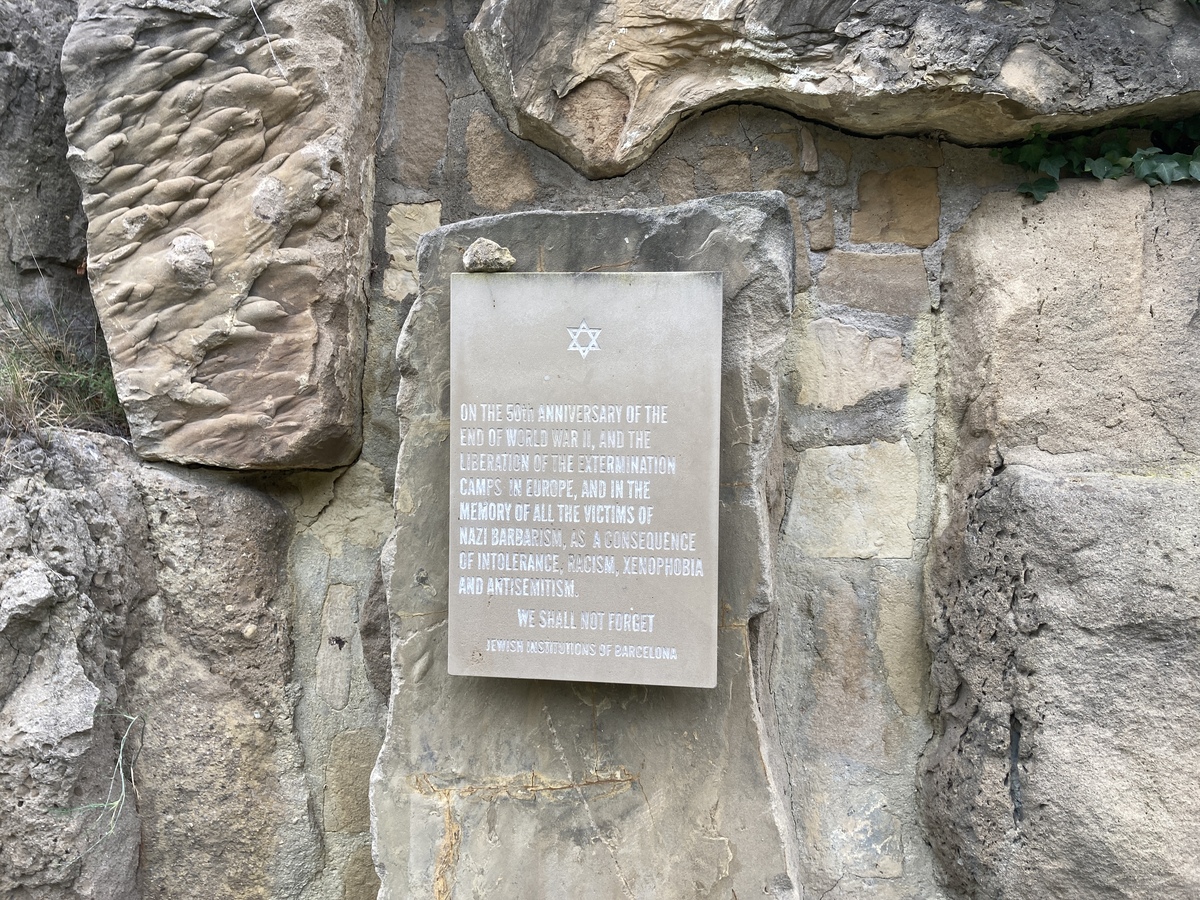 ON THE 50th ANNIVERSARY OF THE
END OF WORLD WAR II, AND THE
LIBERATION OF THE EXTERMINATION
CAMPS IN EUROPE, AND IN THE
MEMORY OF ALL THE VICTIMS OF
NAZI BARBARISM, AS A CONSEQUENCE
OF INTOLERANCE, RACISM, XENOPHOBIA
AND ANTISEMITISM.
WE SHALL NOT FORGET
JEWISH INSTITUTIONS OF BARCELONA